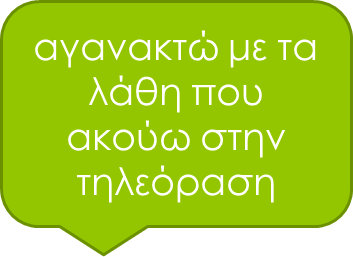 αγανακτώ με τα
λάθη που
ακούω στην
τηλεόραση